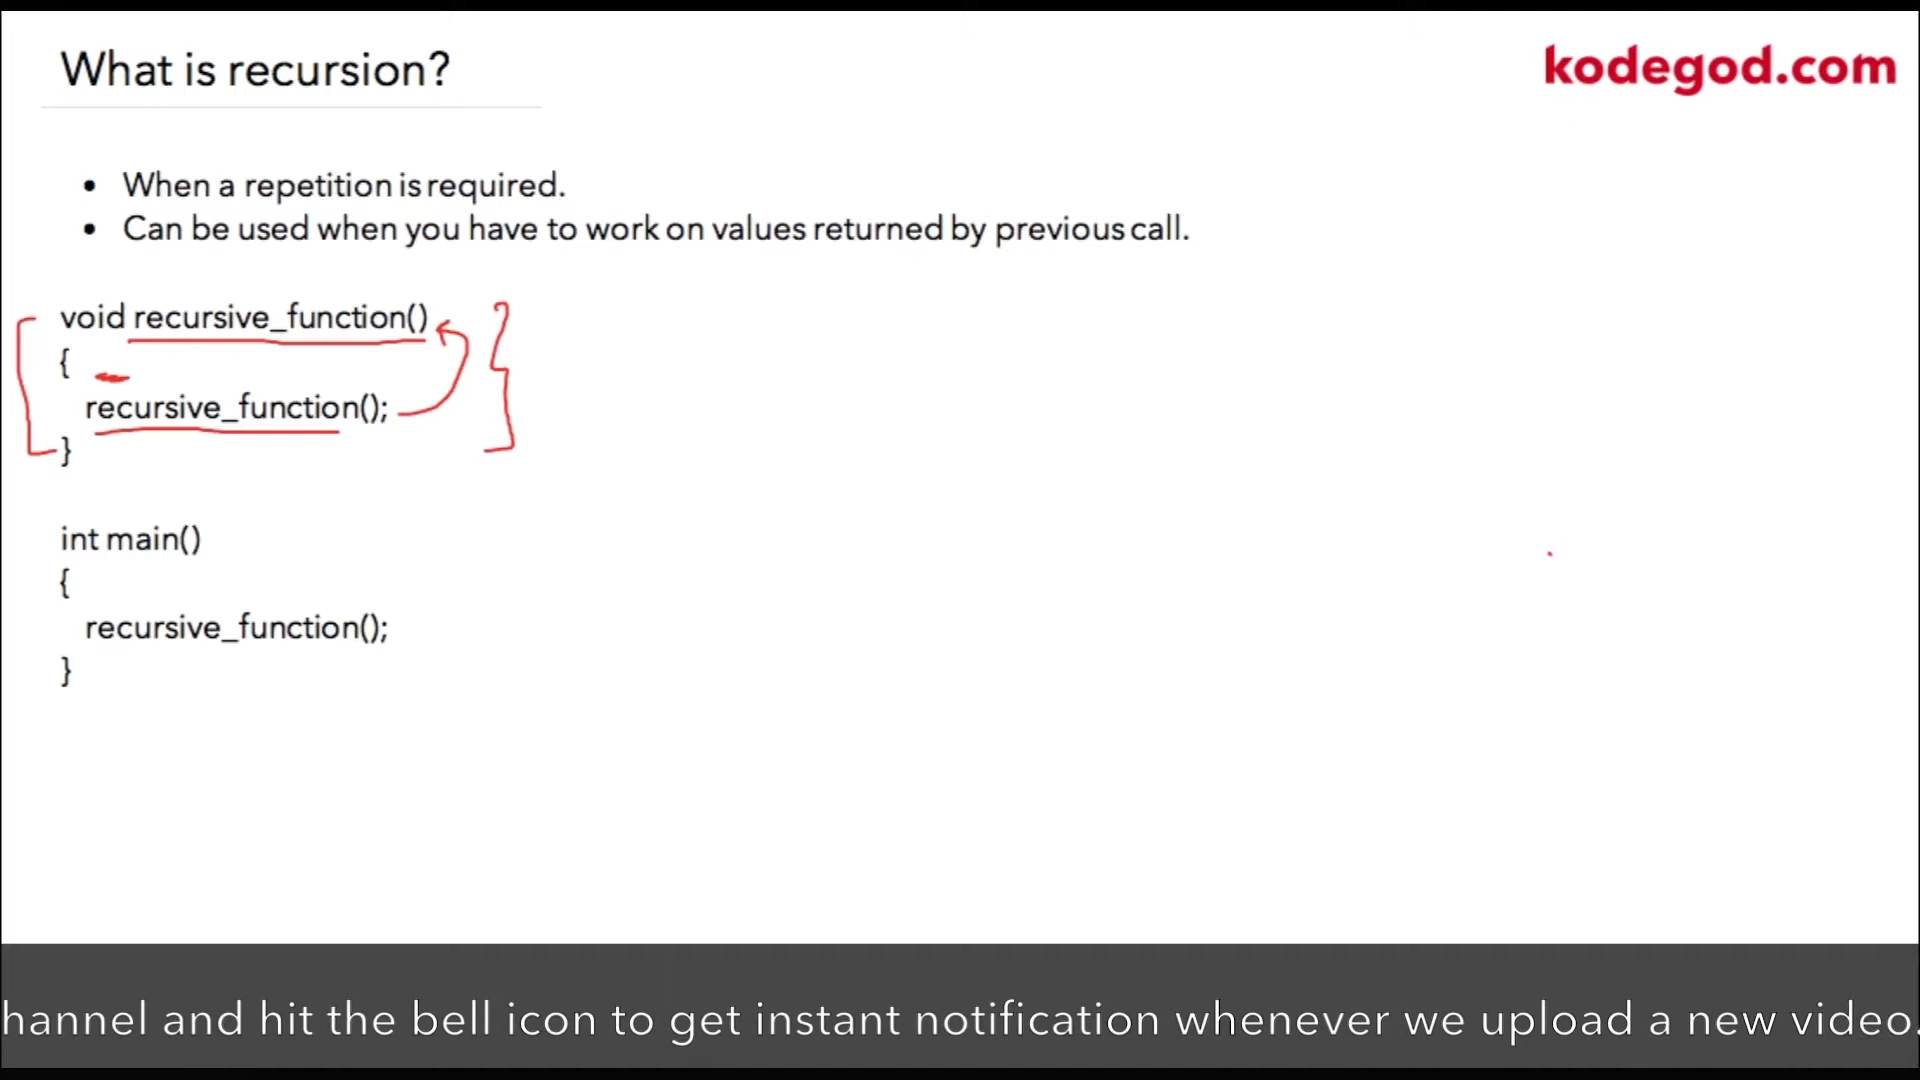 What is recursion?
kodegod.com
• When a repetition is required.
• Can be used when you have to work on values returned by previous call.
void recursive_function()
{
recursive_function();
}
int main()
{
recursive_function();
}
hannel and hit the bell icon to get instant notification whenever we upload a new video.